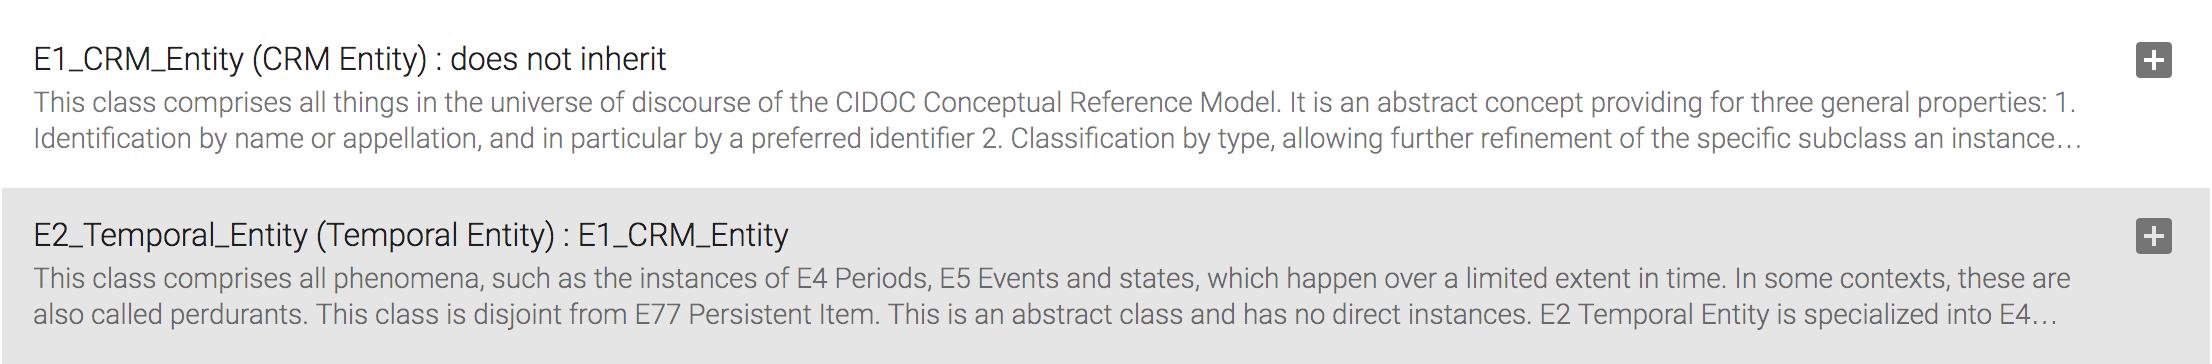 E1_CRM_Entity (CRM Entity) : does not inherit
This class comprises all things in the universe of discourse of the CIDOC Conceptual Reference Model. It is an abstract concept providing for three general properties: 1.
Identification by name or appellation, and in particular by a preferred identifier 2. Classification by type, allowing further refinement of the specific subclass an instance…
E2_Temporal_Entity (Temporal Entity) : E1_CRM_Entity
This class comprises all phenomena, such as the instances of E4 Periods, E5 Events and states, which happen over a limited extent in time. In some contexts, these are
also called perdurants. This class is disjoint from E77 Persistent Item. This is an abstract class and has no direct instances. E2 Temporal Entity is specialized into E4…